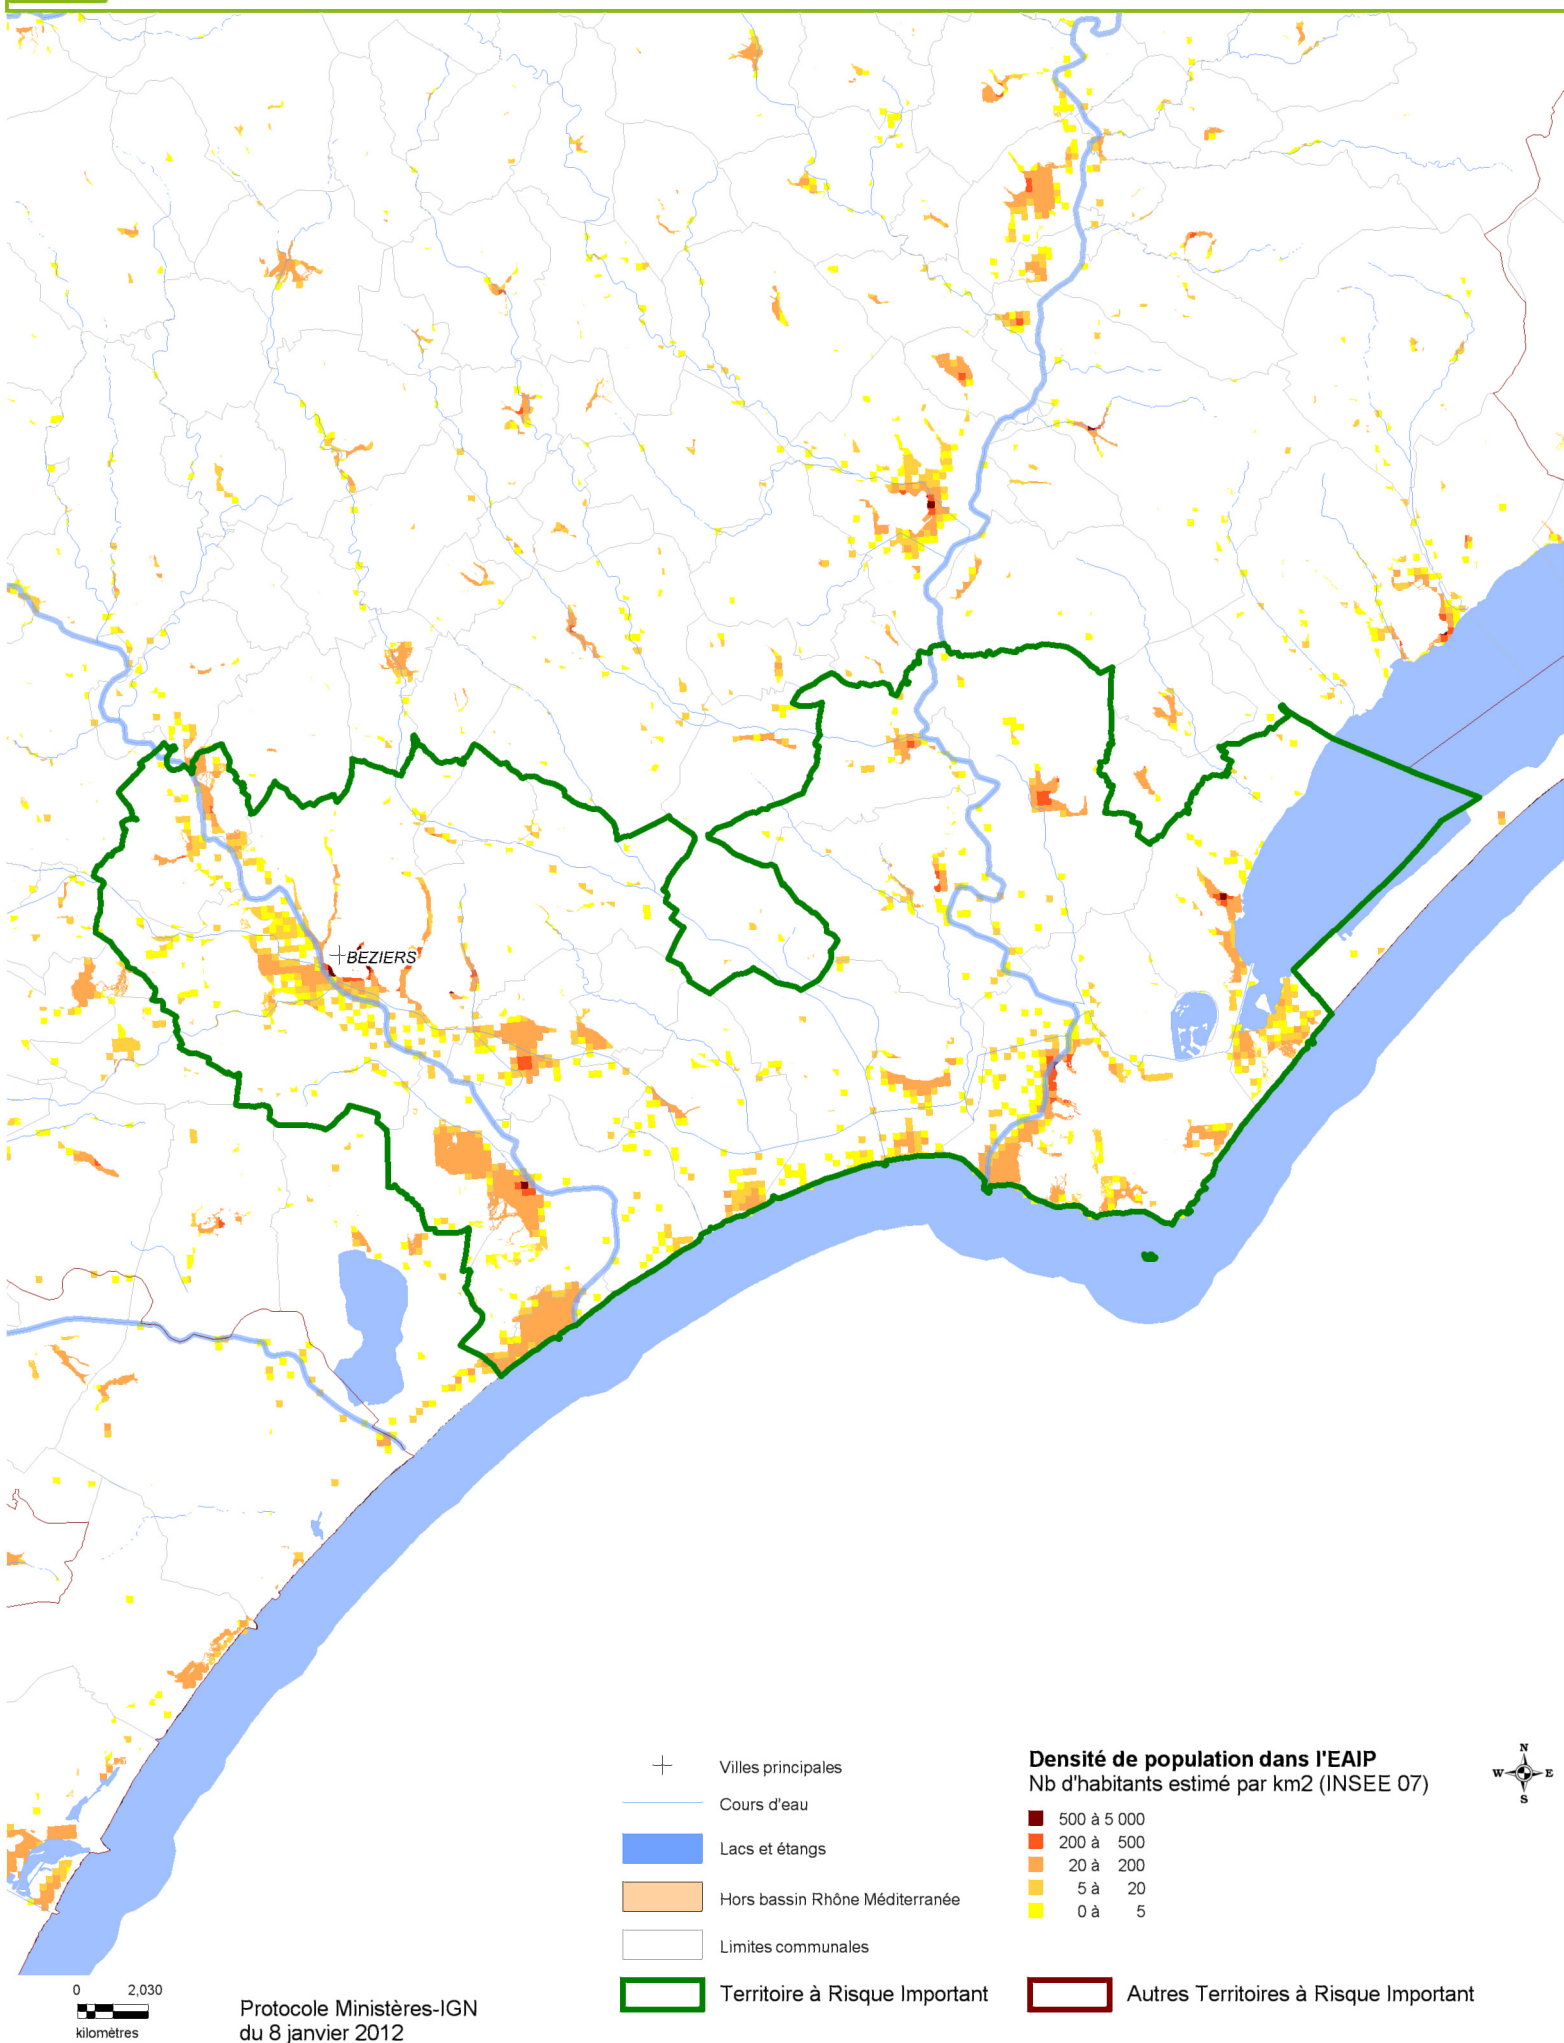 BEZIERS
Villes principales
Cours d'eau
Lacs et étangs
Hors bassin Rhône Méditerranée
Limites communales
Territoire à Risque Important
Densité de population dans l'EAIP
Nb d'habitants estimé par km2 (INSEE 07)
500 à 5 000
200 à 500
20 à 200
5 à 20
0 à 5
Autres Territoires à Risque Important
N
W E
S
0 2,030
kilomètres
Protocole Ministères-IGN
du 8 janvier 2012